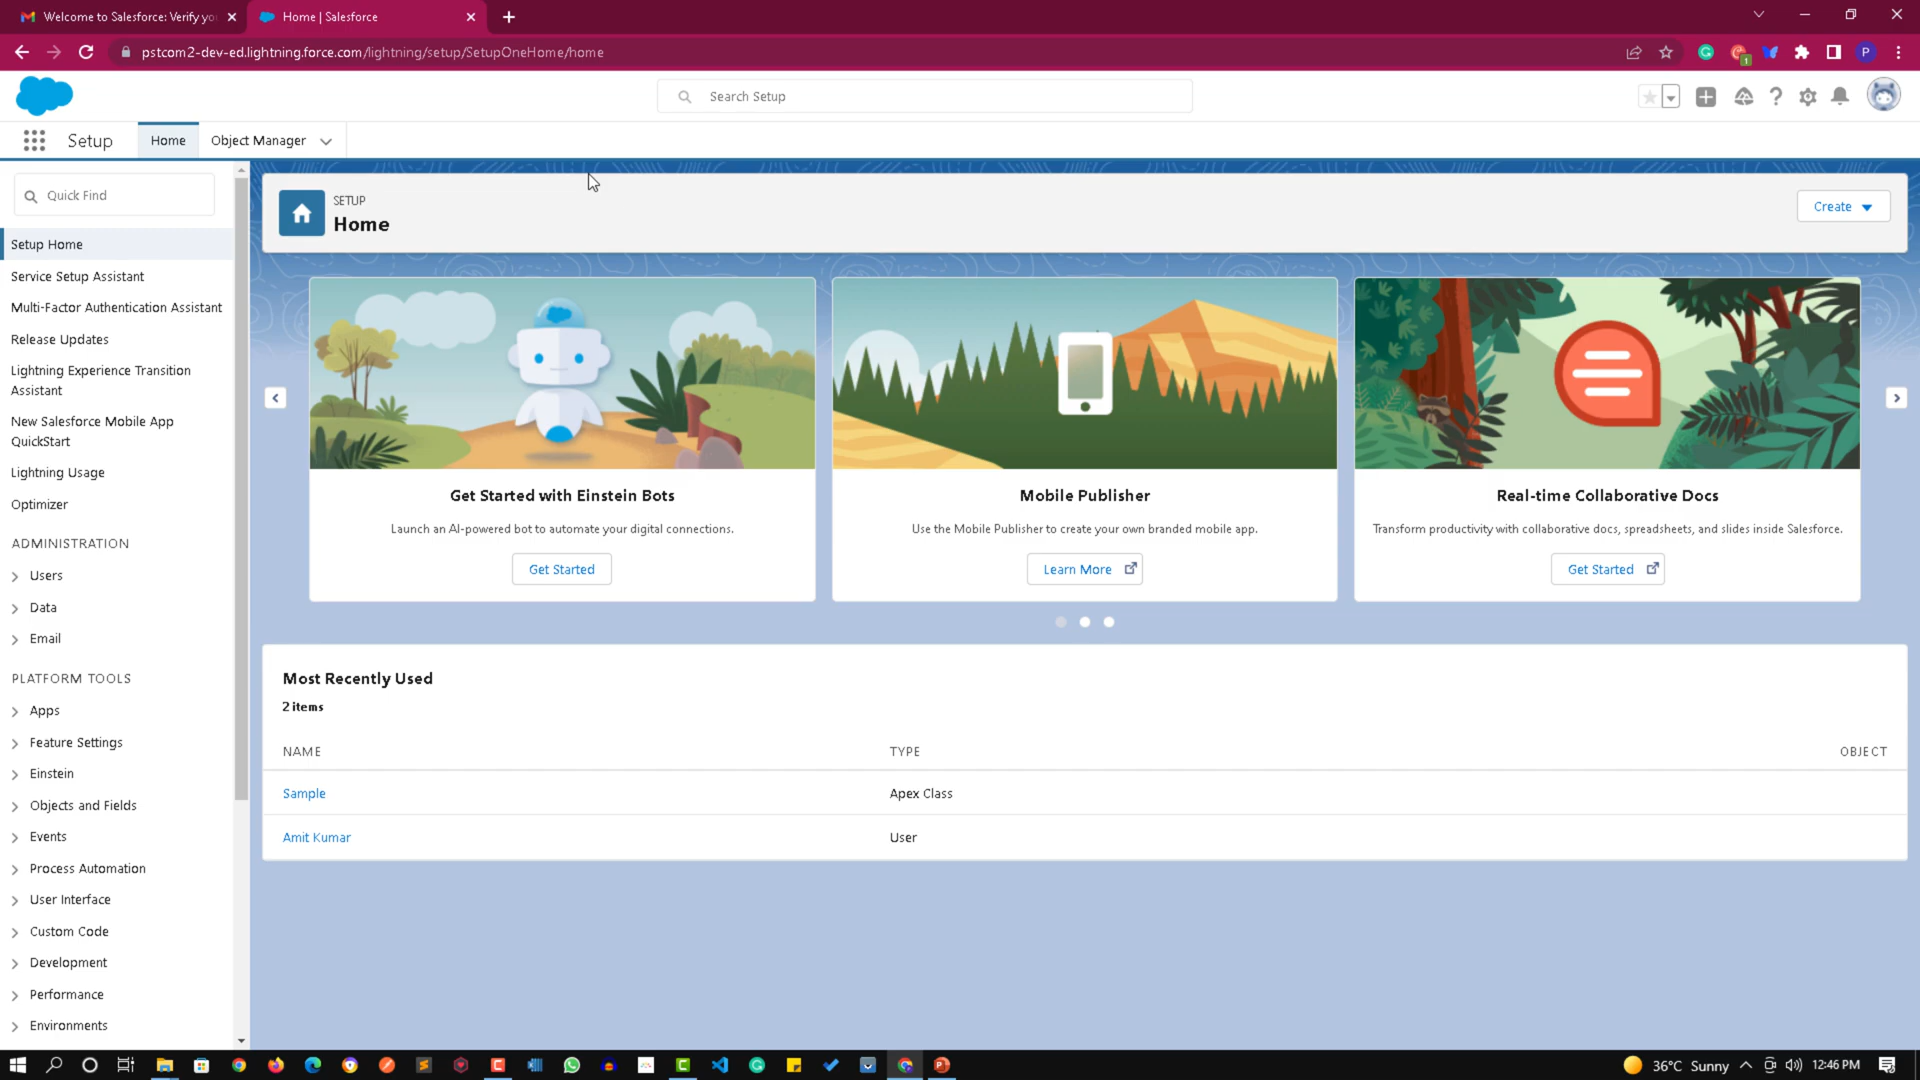 Welcome to Salesforce: Verify yo
Home | Salesforce
pstcom2-dev-ed.lightning.force.com/lightning/setup/SetupOneHome/home
1
P
Search Setup
Setup
Home
Object Manager
Quick Find
Setup Home
Service Setup Assistant
Multi-Factor Authentication Assistant
Release Updates
Lightning Experience Transition
Assistant
New Salesforce Mobile App
QuickStart
Lightning Usage
Optimizer
ADMINISTRATION
Users
Data
Email
PLATFORM TOOLS
Apps
Feature Settings
Einstein
Objects and Fields
Events
Process Automation
User Interface
Custom Code
Development
Performance
Environments
SETUP
Home
Create
Get Started with Einstein Bots
Launch an AI-powered bot to automate your digital connections.
Get Started
Mobile Publisher
Use the Mobile Publisher to create your own branded mobile app.
Learn More
Real-time Collaborative Docs
Transform productivity with collaborative docs, spreadsheets, and slides inside Salesforce.
Get Started
Most Recently Used
2 items
NAME TYPE OBJECT
Sample Apex Class
Amit Kumar User
36°C Sunny
12:46 PM